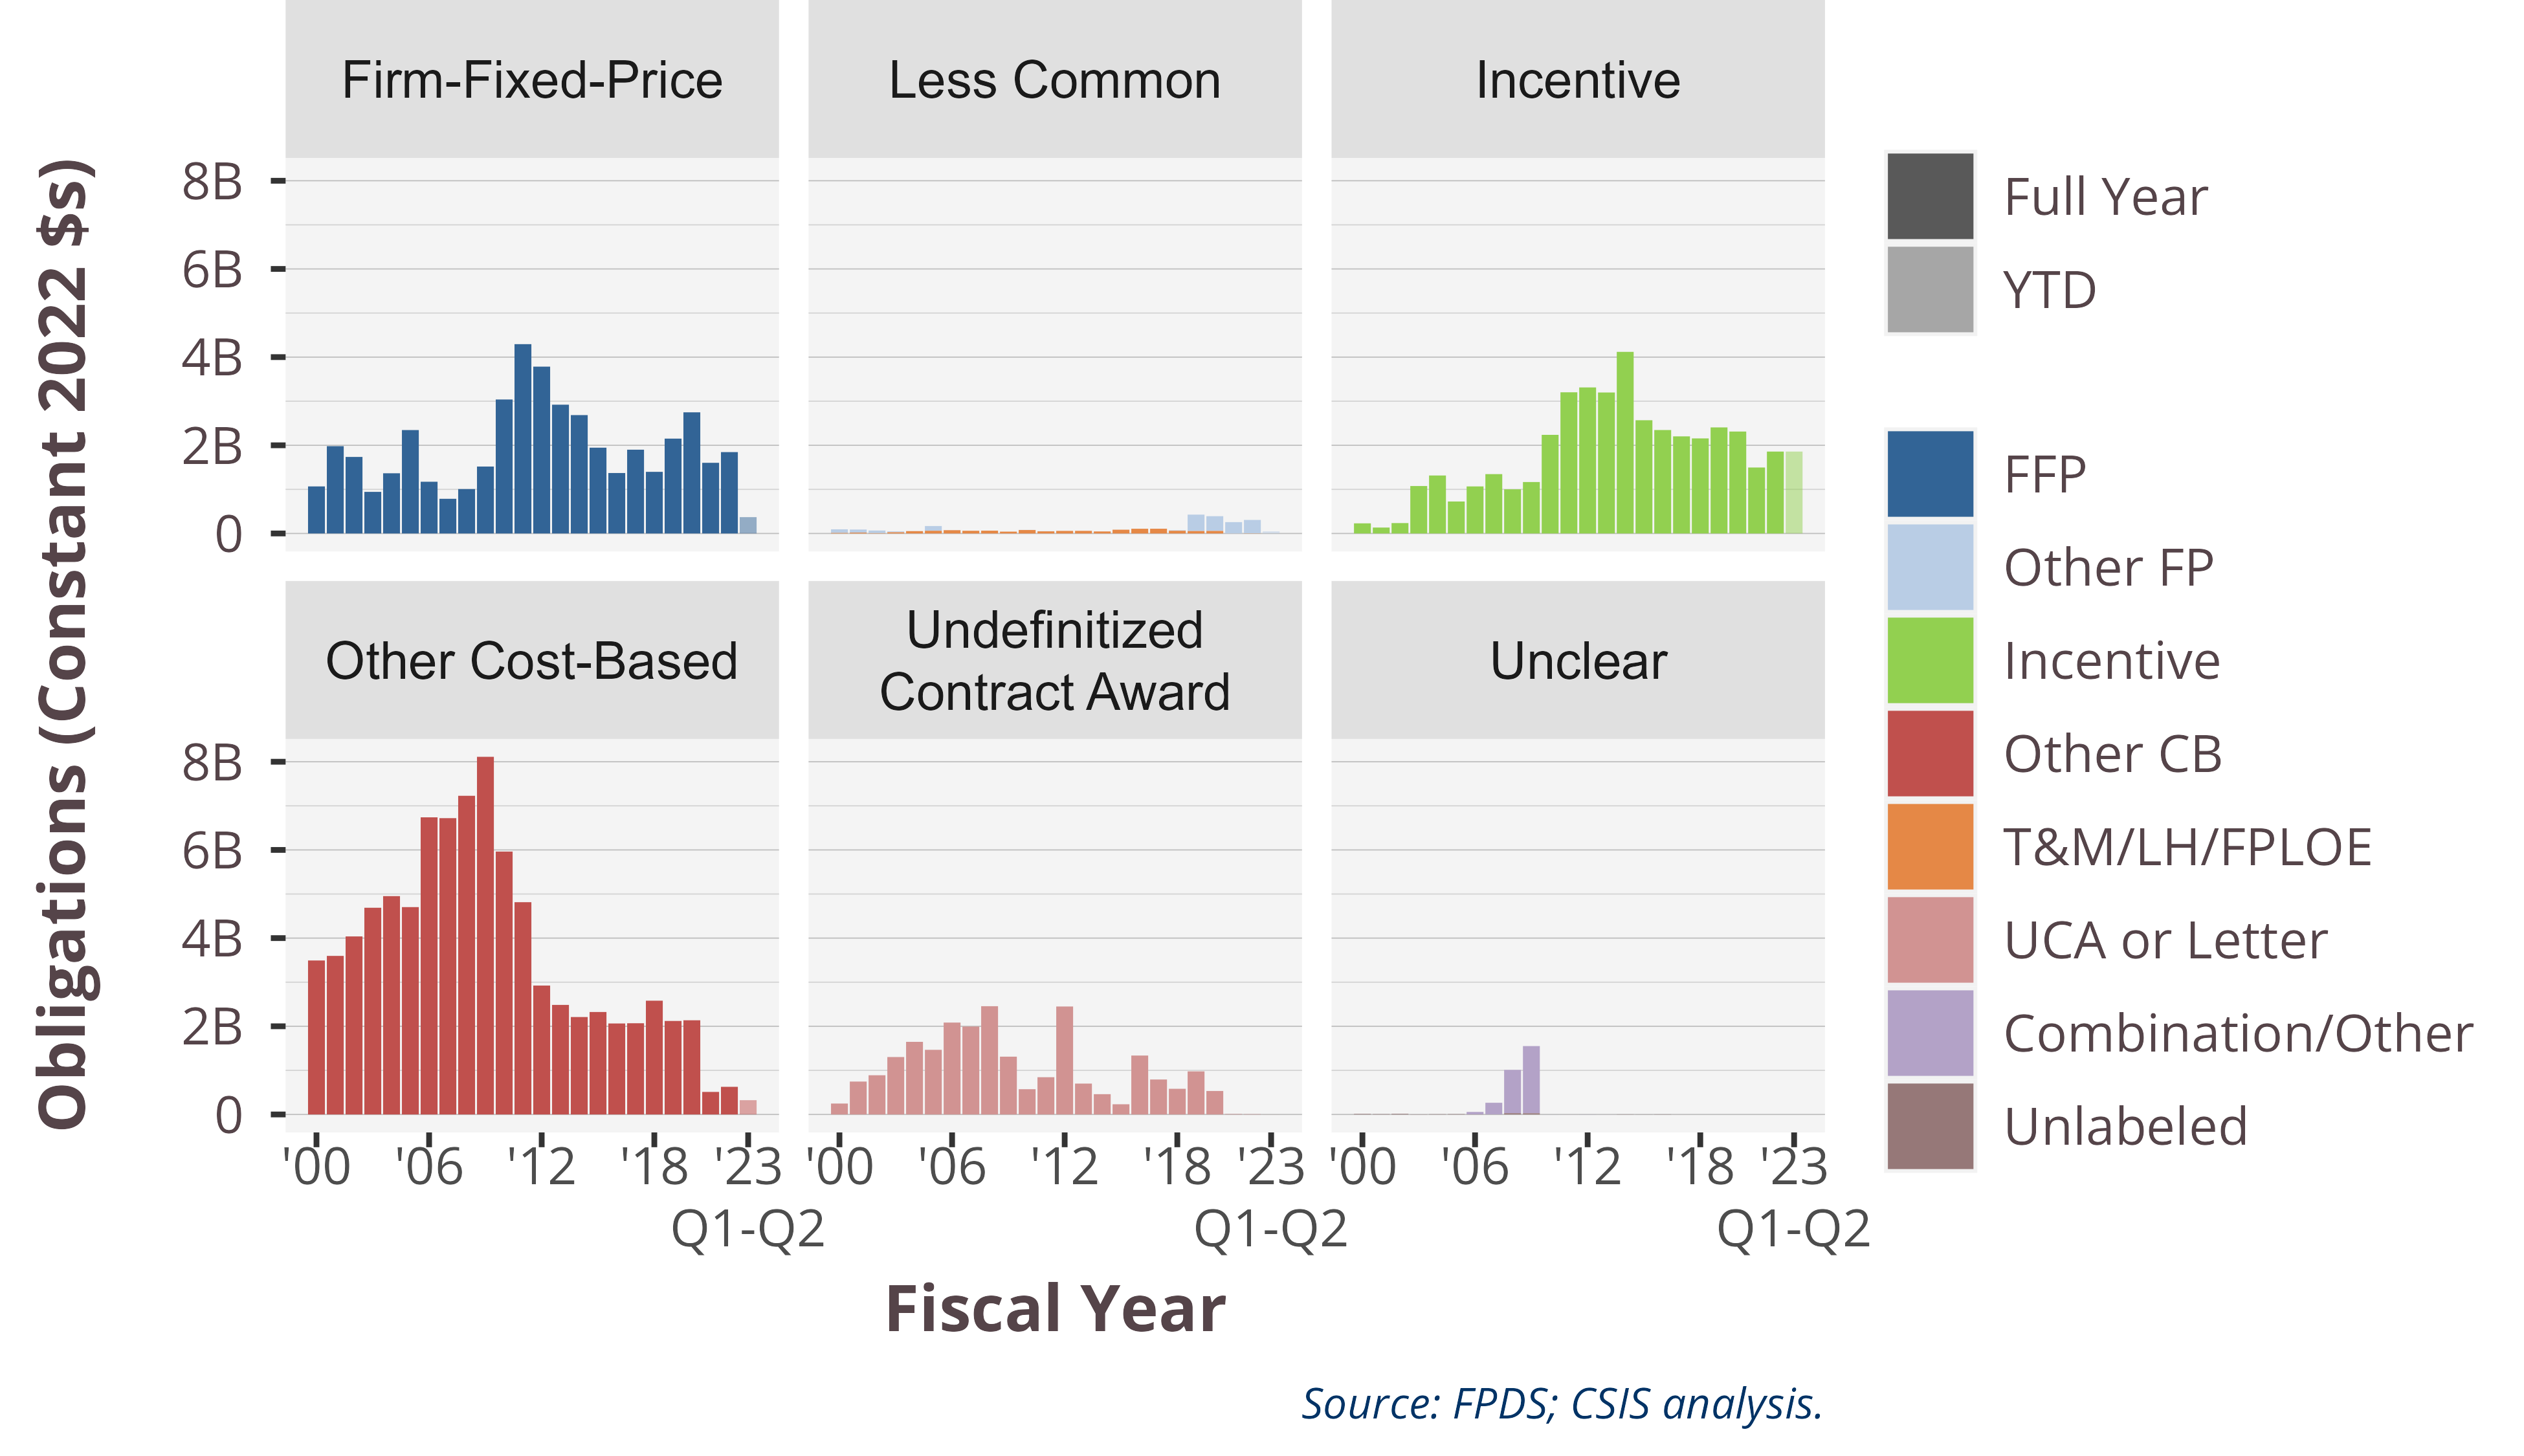 Firm-Fixed-Price
Less Common
Incentive
Obligations (Constant 2022 $s)
8B
6B
4B
2B
0
Other Cost-Based
Undefinitized
Contract Award
Unclear
8B
6B
4B
2B
0
'00 '06 '12 '18 '23
Q1-Q2
'00 '06 '12 '18 '23
Q1-Q2
'00 '06 '12 '18 '23
Q1-Q2
Fiscal Year
Full Year
YTD
FFP
Other FP
Incentive
Other CB
T&M/LH/FPLOE
UCA or Letter
Combination/Other
Unlabeled
Source: FPDS; CSIS analysis.